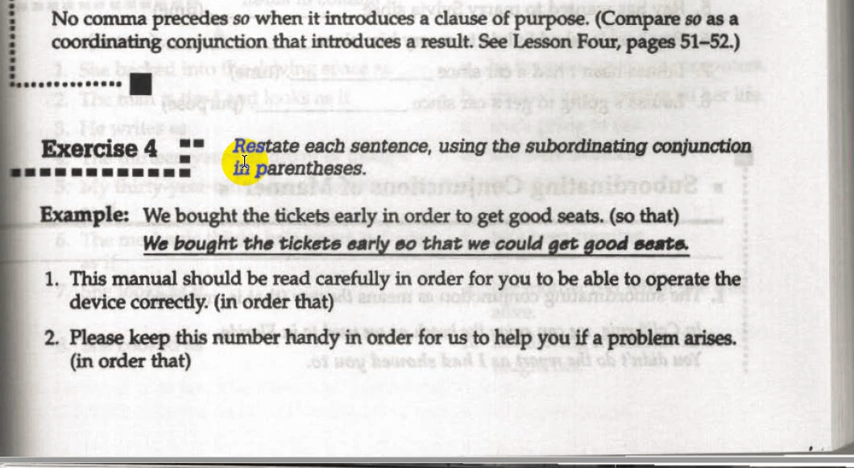 No comma precedes so when it introduces a clause of purpose. (Compare so as a
coordinating conjunction that introduces a result. See Lesson Four, pages 51–52.)
Exercise 4 Restate each sentence, using the subordinating conjunction
in parentheses.
Example: We bought the tickets early in order to get good seats. (so that)
We bought the tickets early so that we could get good seats.
1. This manual should be read carefully in order for you to be able to operate the
device correctly. (in order that)
2. Please keep this number handy in order for us to help you if a problem arises.
(in order that)